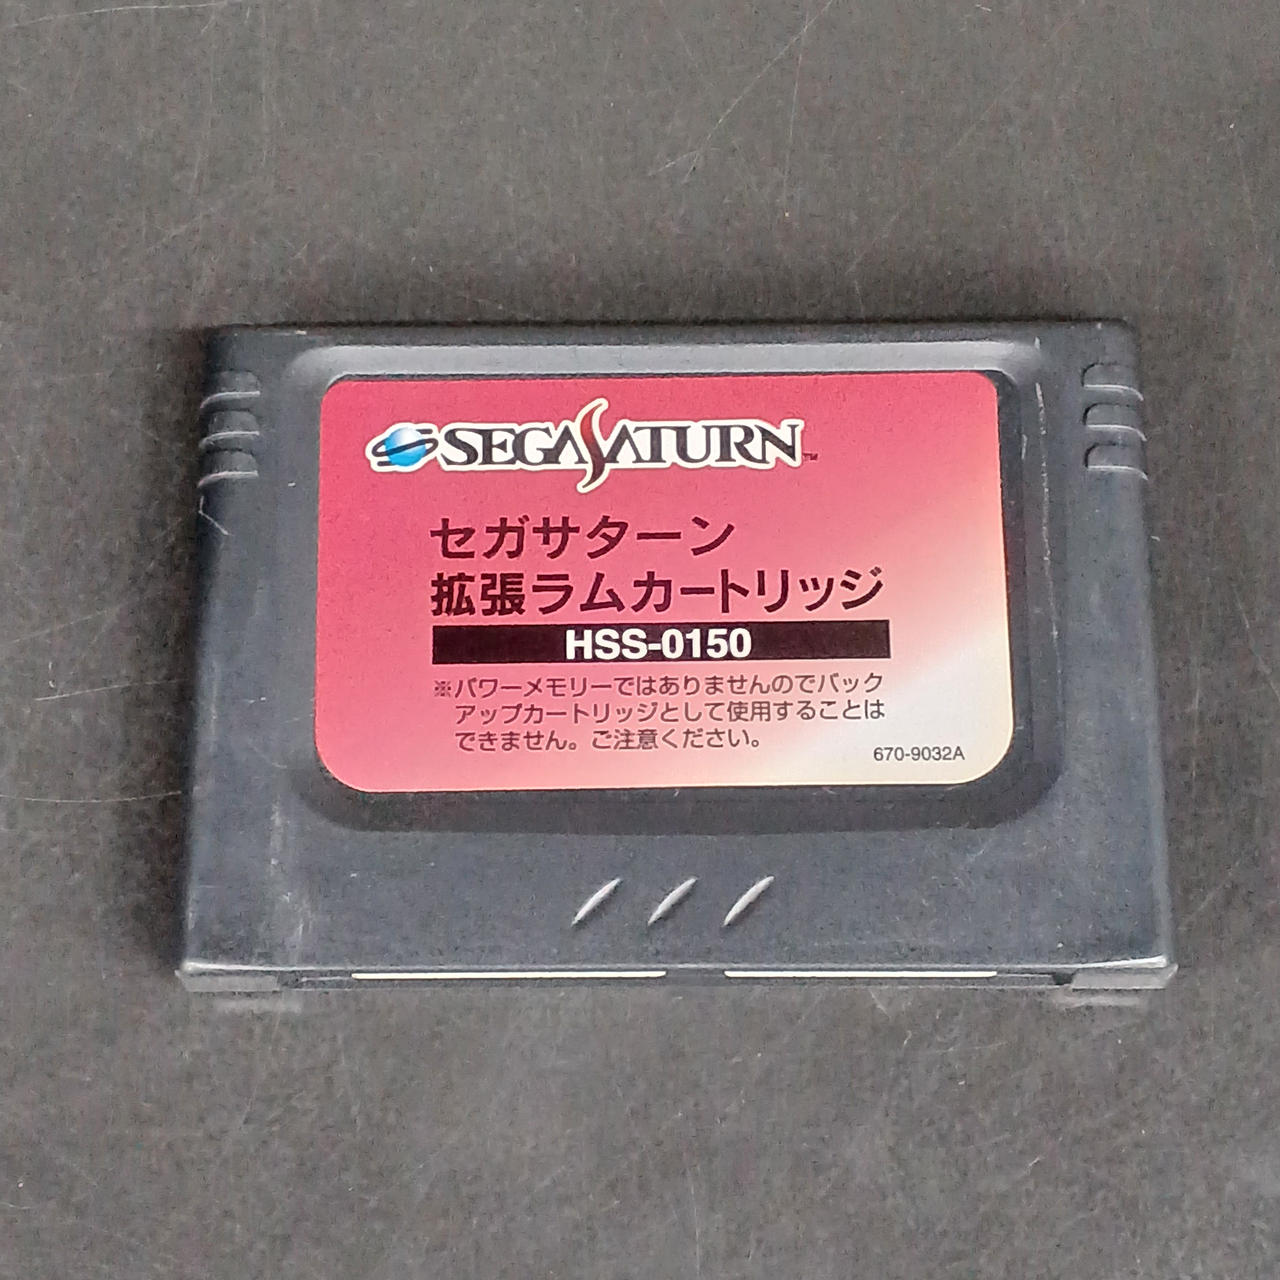 SEGA SATURN™
セガサターン
拡張ラムカートリッジ
HSS-0150
※パワーメモリーではありませんのでバック
アップカートリッジとして使用することは
できません。ご注意ください。
670-9032A